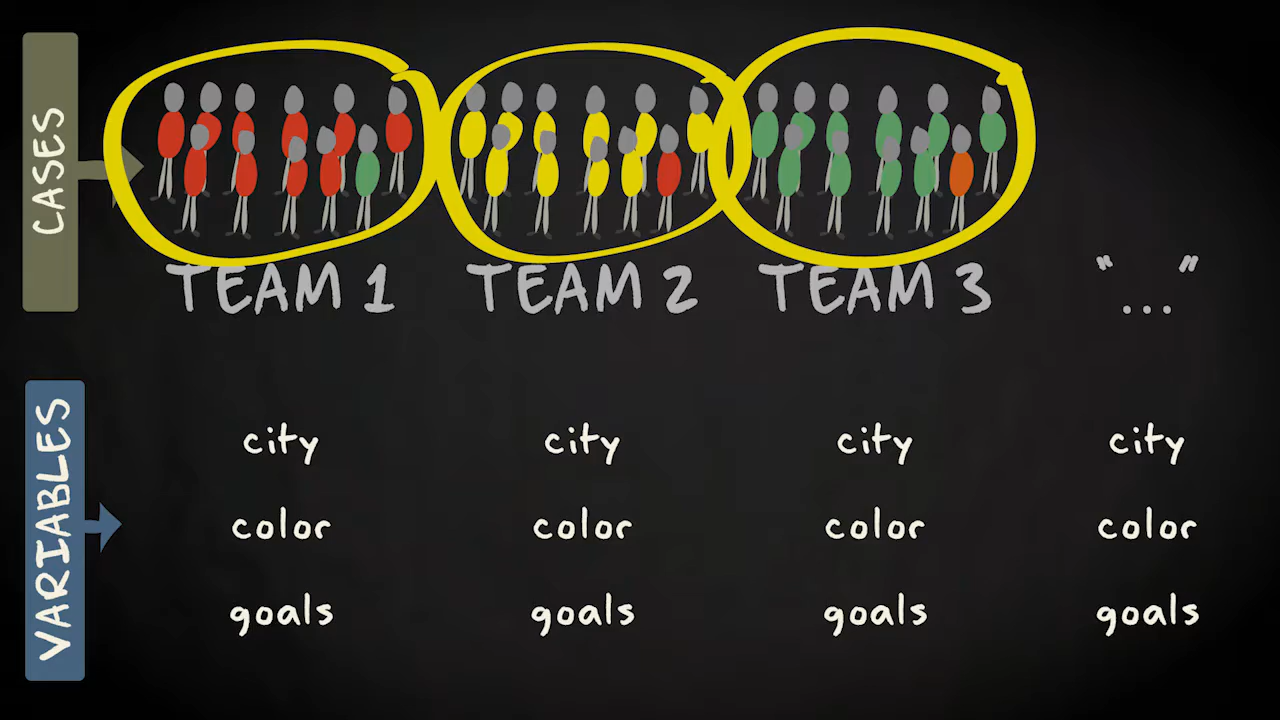 CASES
TEAM 1 TEAM 2 TEAM 3 "..."
VARIABLES
city city city city
color color color color
goals goals goals goals